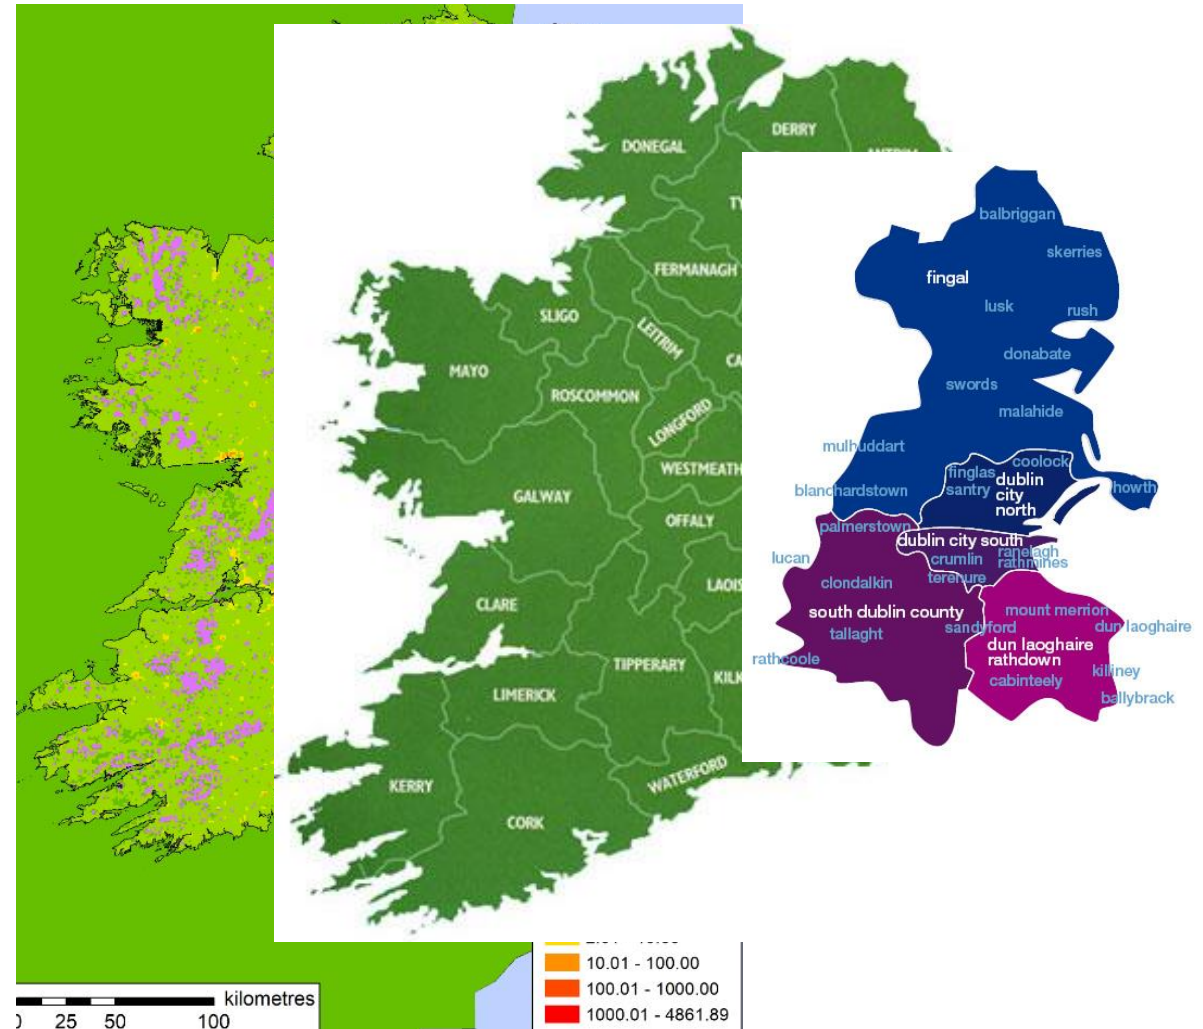 DONEGAL
DERRY
ANTRIM
FERMANAGH
SLIGO
LEITRIM
MAYO
ROSCOMMON
LONGFORD
WESTMEATH
GALWAY
OFFALY
CLARE
TIPPERARY
LIMERICK
WATERFORD
KERRY
CORK
balbriggan
skerries
fingal
lusk
rush
donabate
swords
malahide
mulhuddart
coolock
finglas
dublin
city
north
santry
blanchardstown
howth
palmerstown
dublin city south
ranelagh
lucan
crumlin
rathmines
terenure
clondalkin
south dublin county
mount merrion
tallaght
sandyford
dun laoghaire
dun laoghaire
rathdown
rathcoole
cabinteely
killiney
ballybrack
10.01 - 100.00
100.01 - 1000.00
1000.01 - 4861.89
kilometres
25 50 100